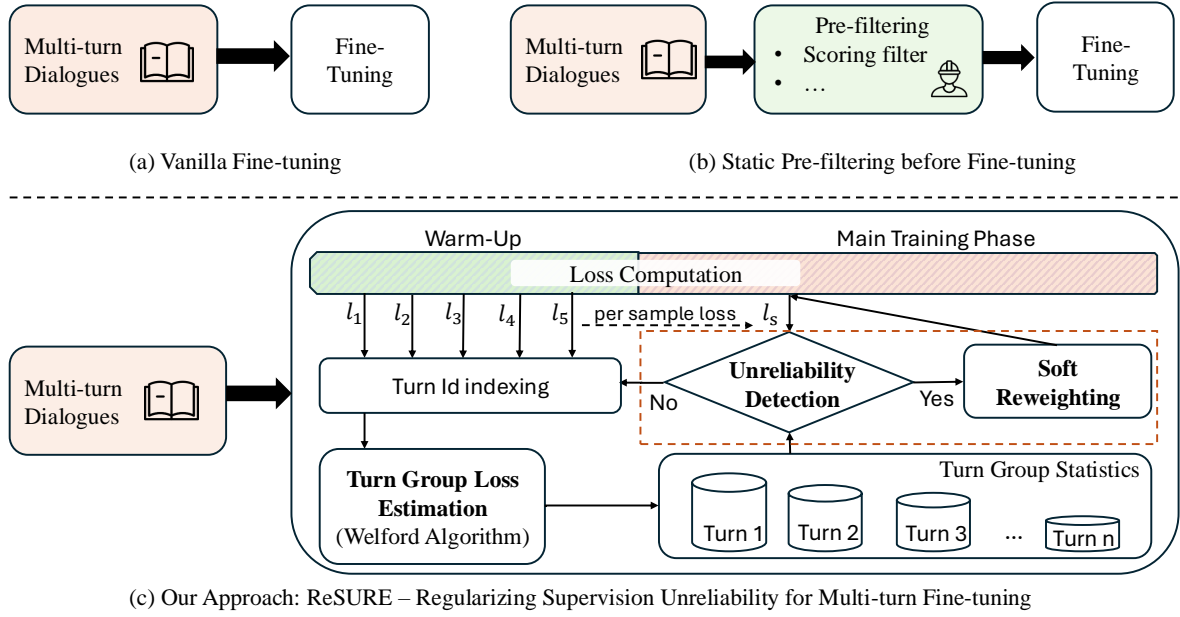 Multi-turn
Dialogues
Fine-
Tuning
(a) Vanilla Fine-tuning
Multi-turn
Dialogues
Pre-filtering
• Scoring filter
• …
Fine-
Tuning
(b) Static Pre-filtering before Fine-tuning
Multi-turn
Dialogues
Warm-Up
Main Training Phase
Loss Computation
l₁ l₂ l₃ l₄ l₅ per sample loss lₛ
Turn Id indexing
No
Unreliability
Detection
Yes
Soft
Reweighting
Turn Group Loss
Estimation
(Welford Algorithm)
Turn Group Statistics
Turn 1 Turn 2 Turn 3 ... Turn n
(c) Our Approach: ReSURE – Regularizing Supervision Unreliability for Multi-turn Fine-tuning